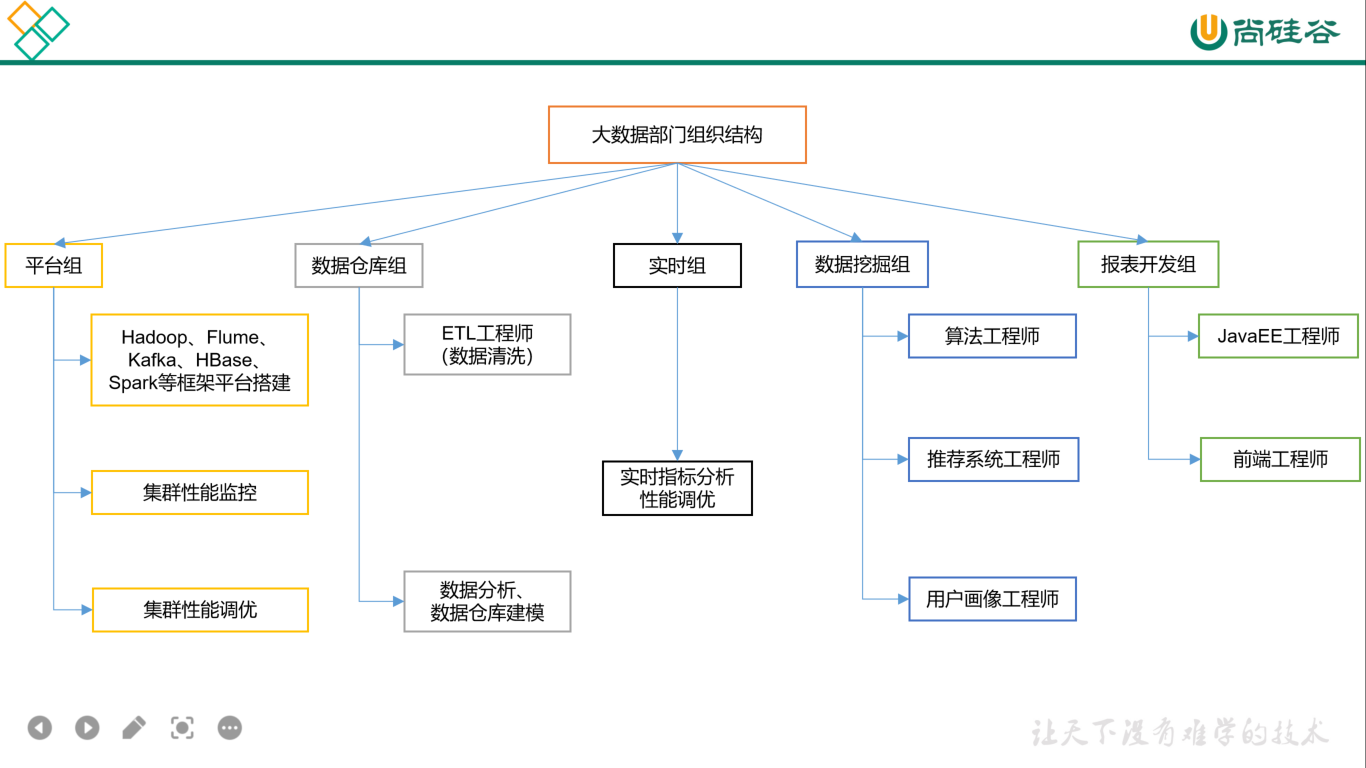 尚硅谷
大数据部门组织结构
平台组
数据仓库组
实时组
数据挖掘组
报表开发组
Hadoop、Flume、
Kafka、HBase、
Spark等框架平台搭建
集群性能监控
集群性能调优
ETL工程师
（数据清洗）
数据分析、
数据仓库建模
实时指标分析
性能调优
算法工程师
推荐系统工程师
用户画像工程师
JavaEE工程师
前端工程师
让天下没有难学的技术